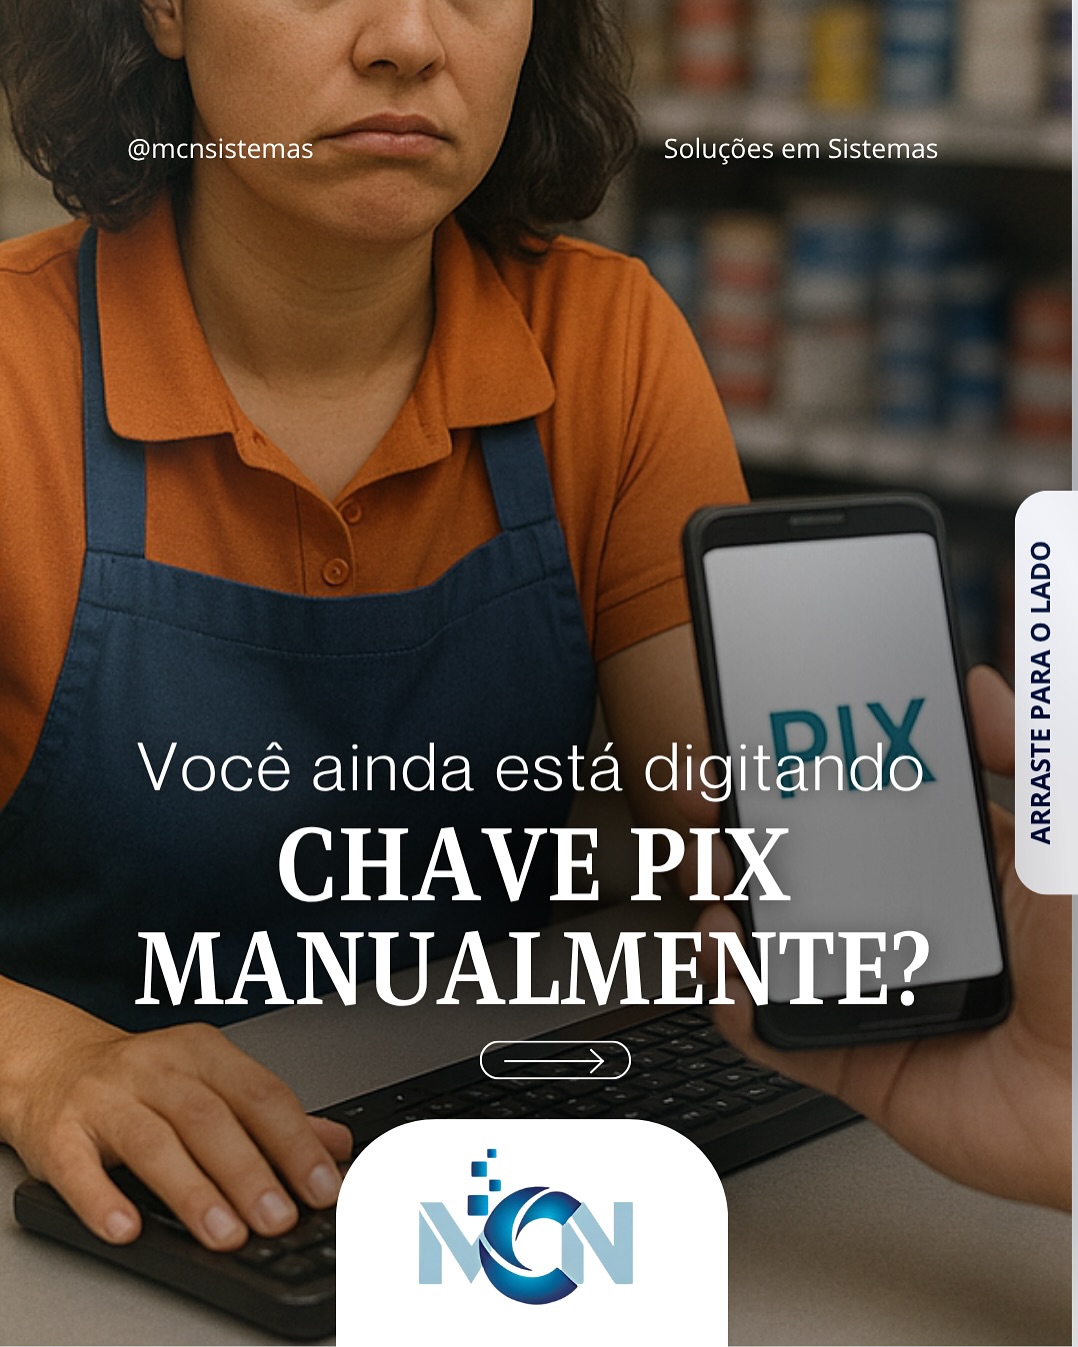 @mcnsistemas
Soluções em Sistemas
ARRASTE PARA O LADO
PIX
Você ainda está digitando
CHAVE PIX
MANUALMENTE?
MCN